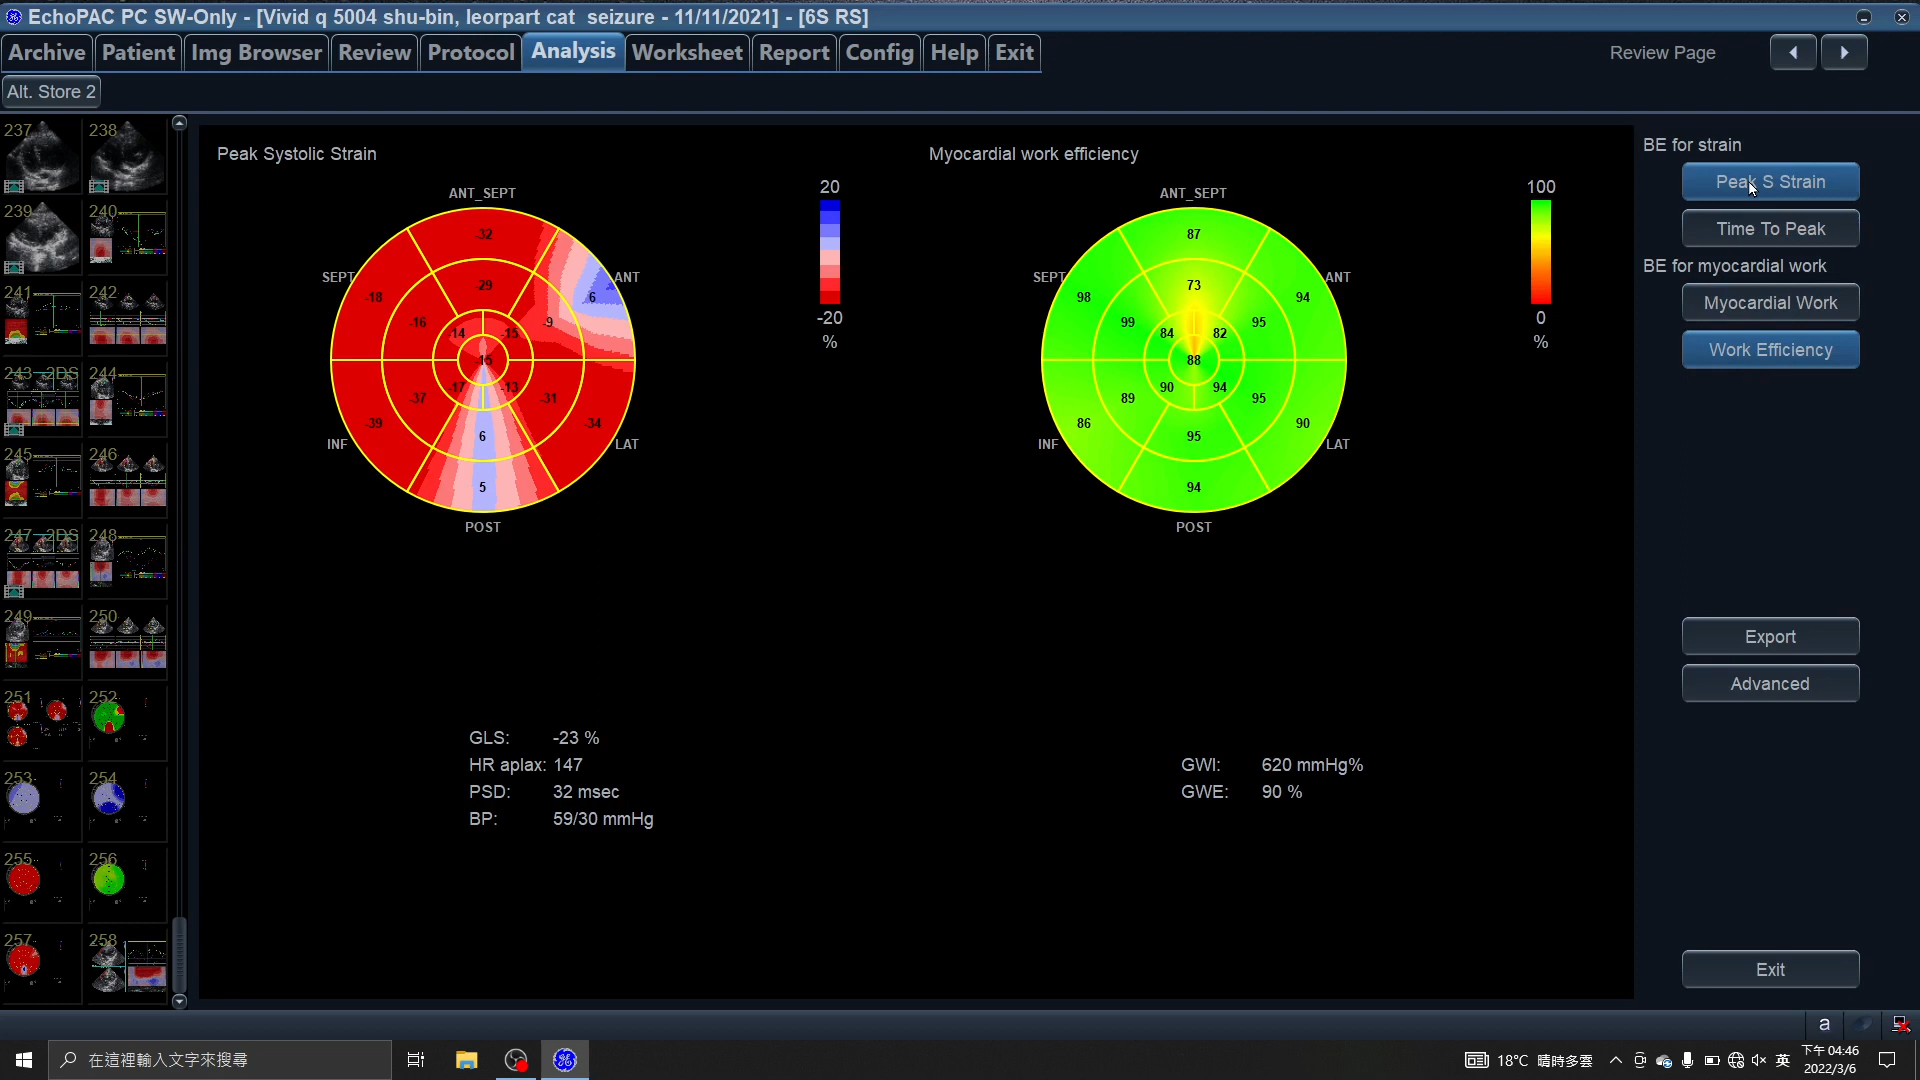 EchoPAC PC SW-Only - [Vivid q 5004 shu-bin, leorpart cat  seizure - 11/11/2021] - [6S RS]
Archive Patient Img Browser Review Protocol Analysis Worksheet Report Config Help Exit Review Page
Alt. Store 2
237 238
239 240
241 242
243 2DS 244
245 246
247 2DS 248
249 250
251 252
253 254
255 256
257 258
Peak Systolic Strain
ANT_SEPT
SEPT ANT
INF LAT
POST
-32
-29
-18 6
-16 -9
-14 -15
15
-17 -13
-37 -31
-39 -34
6
5
20
-20
%
GLS: -23 %
HR aplax: 147
PSD: 32 msec
BP: 59/30 mmHg
Myocardial work efficiency
ANT_SEPT
SEPT ANT
INF LAT
POST
87
73
98 94
99 95
84 82
88
90 94
89 95
86 90
95
94
100
0
%
GWI: 620 mmHg%
GWE: 90 %
BE for strain
Peak S Strain
Time To Peak
BE for myocardial work
Myocardial Work
Work Efficiency
Export
Advanced
Exit
a
在這裡輸入文字來搜尋
18°C 晴時多雲
英
下午 04:46
2022/3/6